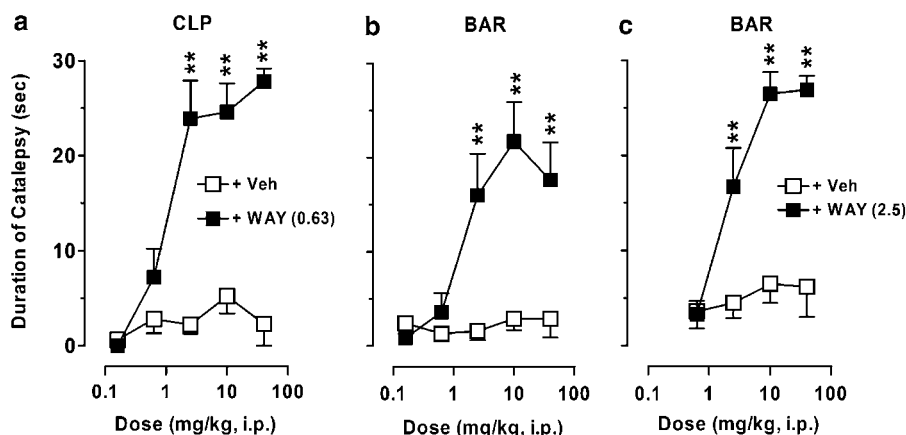 a
CLP
b
BAR
c
BAR
Duration of Catalepsy (sec)
30
20
10
0
**
**
**
+ Veh
+ WAY (0.63)
**
**
**
**
**
**
+ Veh
+ WAY (2.5)
0.1 1 10 100
0.1 1 10 100
0.1 1 10 100
Dose (mg/kg, i.p.)
Dose (mg/kg, i.p.)
Dose (mg/kg, i.p.)